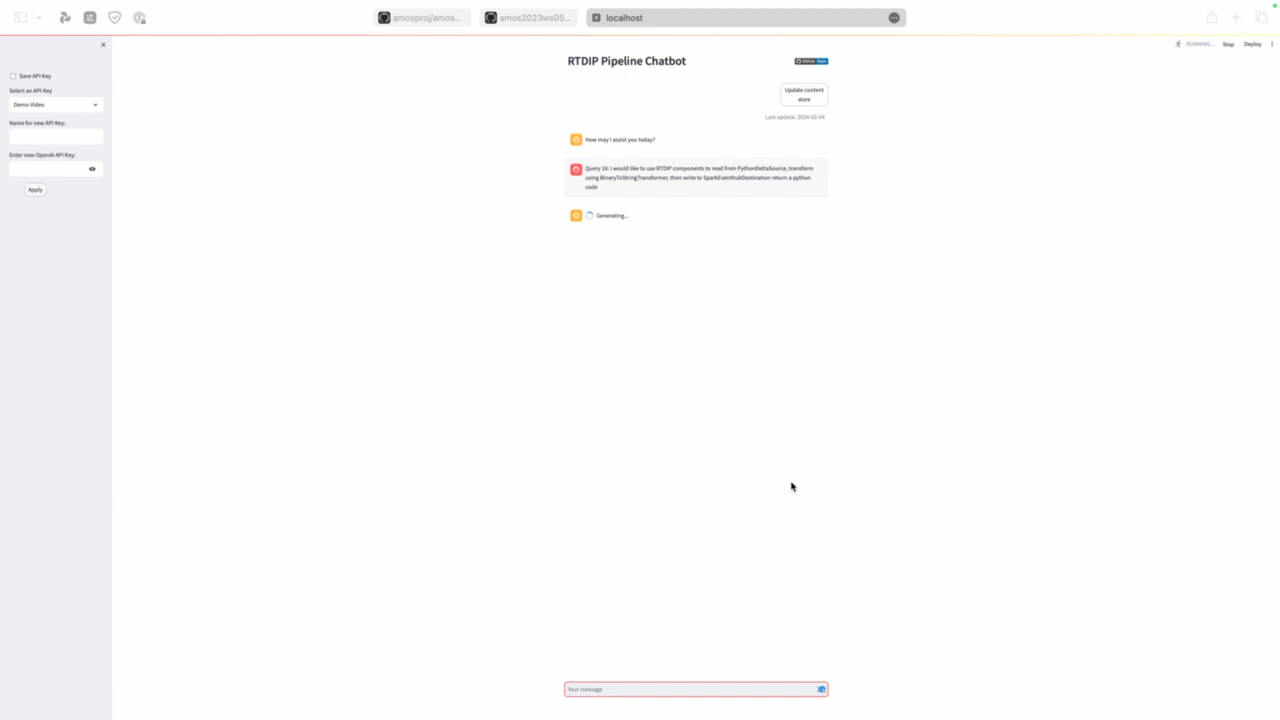 amosproj/amos...
amos2023ws05...
localhost
RUNNING...
Stop
Deploy
Save API Key
Select an API Key
Demo-Video
Name for new API Key:
Enter new OpenAI API Key:
Apply
RTDIP Pipeline Chatbot
GitHub Repo
Update content
store
Last update: 2024-02-04
How may I assist you today?
Query 16: I would like to use RTDIP components to read from PythonDeltaSource, transform
using BinaryToStringTransformer, then write to SparkEventhubDestination return a python
code
Generating...
Your message